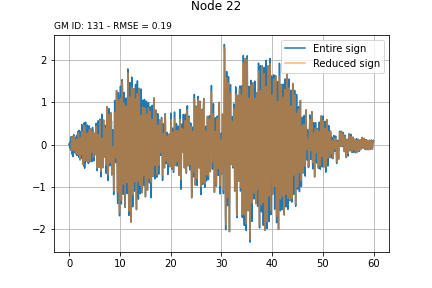 Node 22
GM ID: 131 - RMSE = 0.19
Entire sign
Reduced sign
2
1
0
−1
−2
0 10 20 30 40 50 60